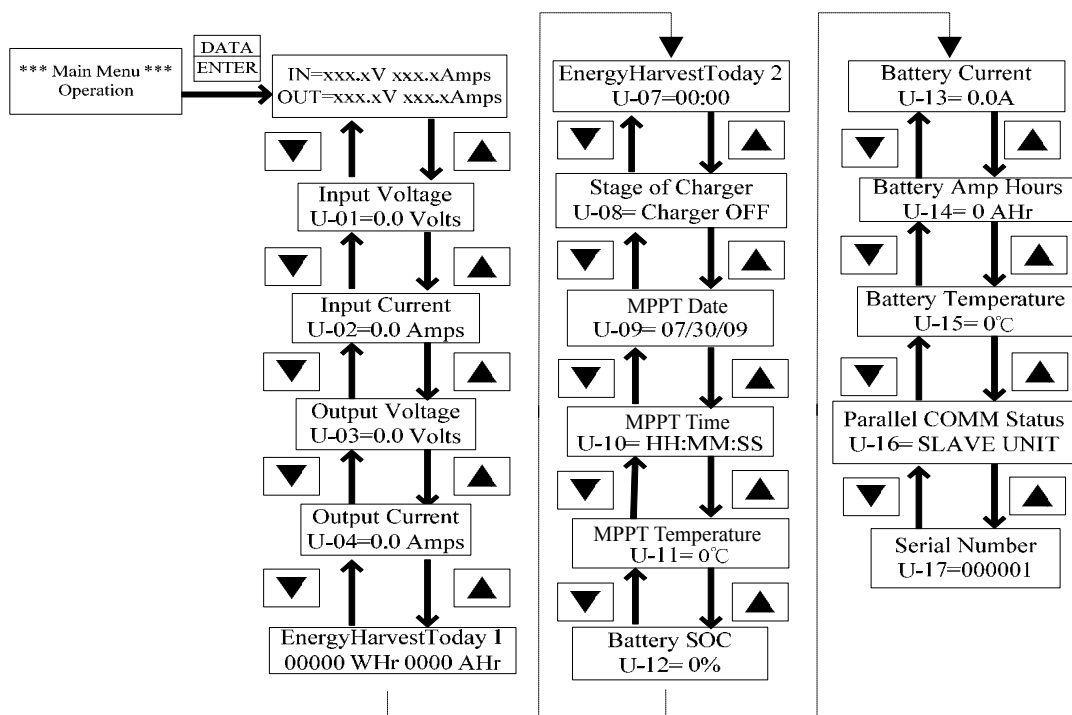 *** Main Menu ***
Operation
DATA
ENTER
IN=xxx.xV xxx.xAmps
OUT=xxx.xV xxx.xAmps
Input Voltage
U-01=0.0 Volts
Input Current
U-02=0.0 Amps
Output Voltage
U-03=0.0 Volts
Output Current
U-04=0.0 Amps
EnergyHarvestToday 1
00000 WHr 0000 AHr
EnergyHarvestToday 2
U-07=00:00
Stage of Charger
U-08= Charger OFF
MPPT Date
U-09= 07/30/09
MPPT Time
U-10= HH:MM:SS
MPPT Temperature
U-11= 0℃
Battery SOC
U-12= 0%
Battery Current
U-13= 0.0A
Battery Amp Hours
U-14= 0 AHr
Battery Temperature
U-15= 0℃
Parallel COMM Status
U-16= SLAVE UNIT
Serial Number
U-17=000001